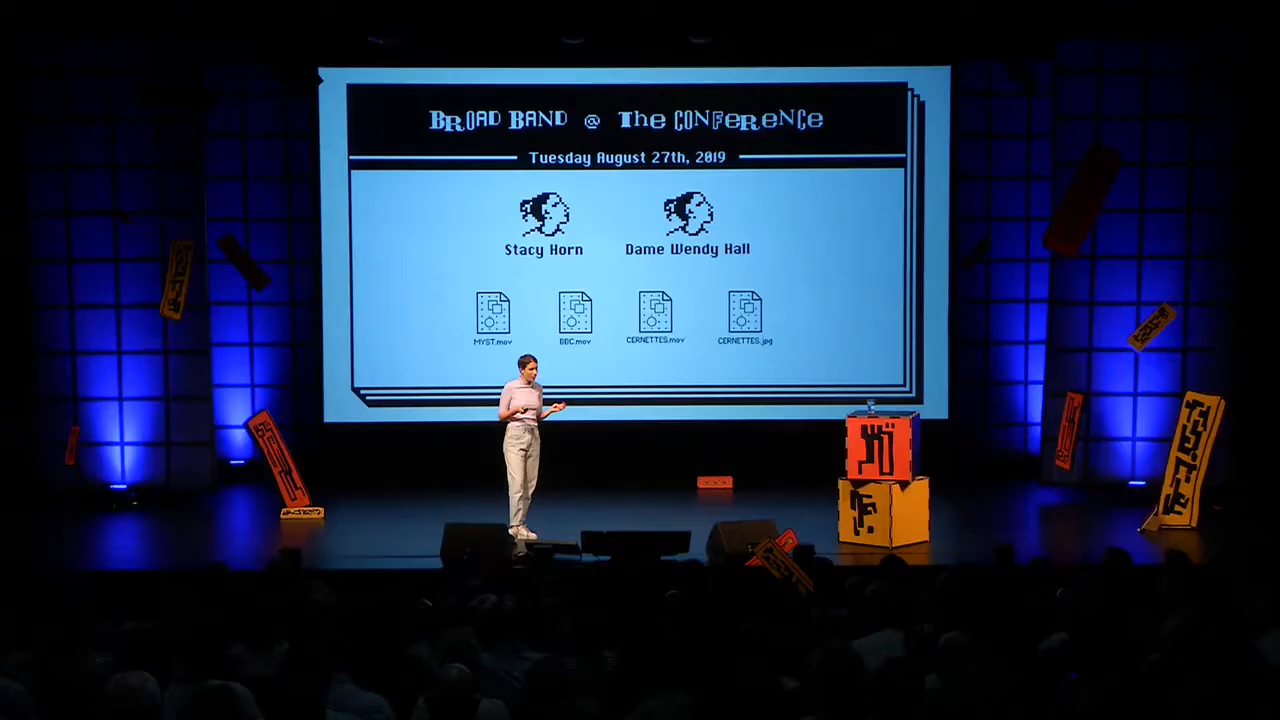 BROAD BAND @ The CONFeReNCe
Tuesday August 27th, 2019
Stacy Horn
Dame Wendy Hall
MYST.mov
BBC.mov
CERNETTES.mov
CERNETTES.jpg